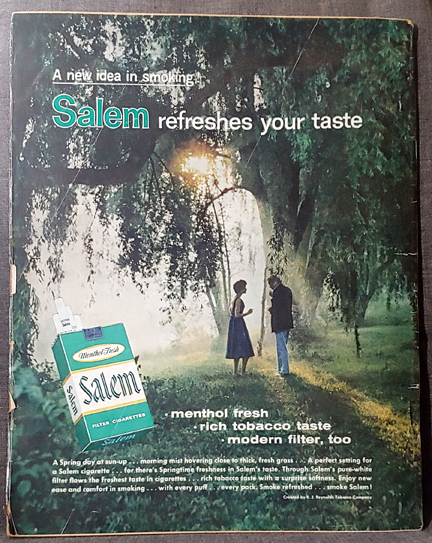 A new idea in smoking!
Salem refreshes your taste
Menthol Fresh
Salem
Salem
FILTER CIGARETTES
Salem
menthol fresh
rich tobacco taste
modern filter, too
A Spring day at sun-up . . . morning mist hovering close to thick, fresh grass . . . A perfect setting for
a Salem cigarette . . . for there's Springtime freshness in Salem's taste. Through Salem's pure-white
filter flows the freshest taste in cigarettes . . . rich tobacco taste with a surprise softness. Enjoy new
ease and comfort in smoking . . . with every puff . . . every pack. Smoke refreshed . . . smoke Salem!
Created by R. J. Reynolds Tobacco Company